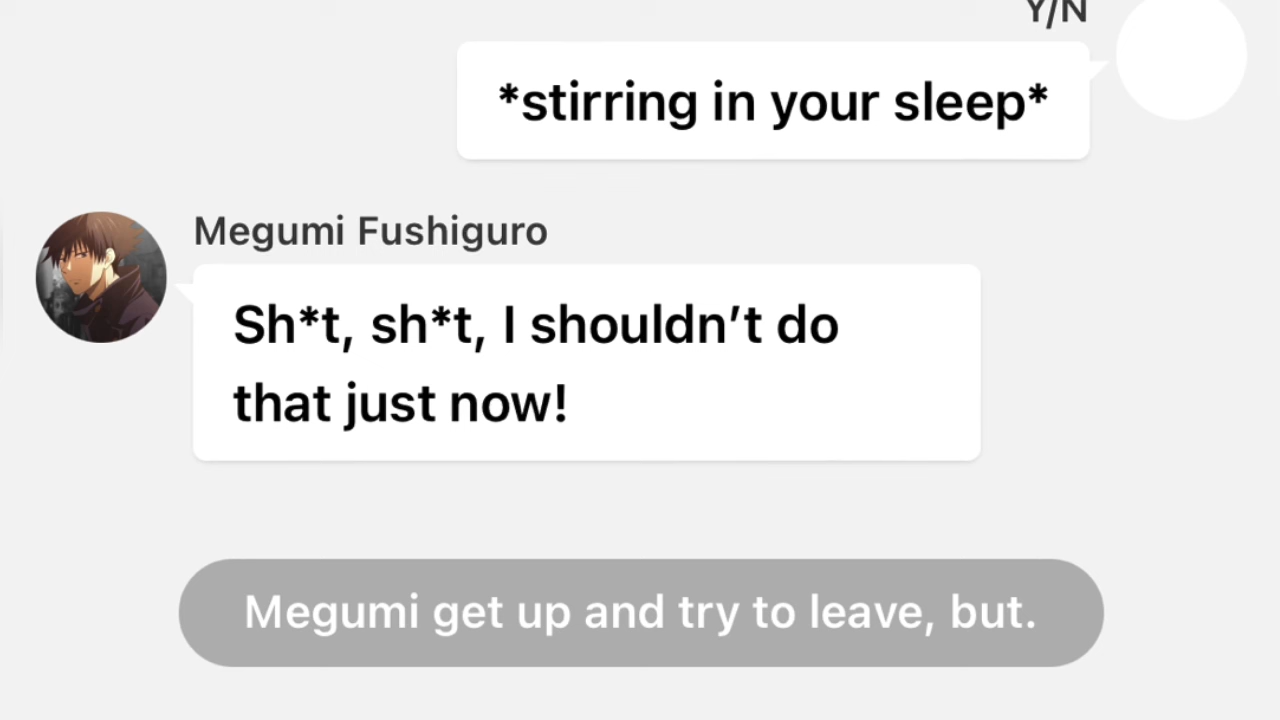 Y/N
*stirring in your sleep*
Megumi Fushiguro
Sh*t, sh*t, I shouldn’t do
that just now!
Megumi get up and try to leave, but.